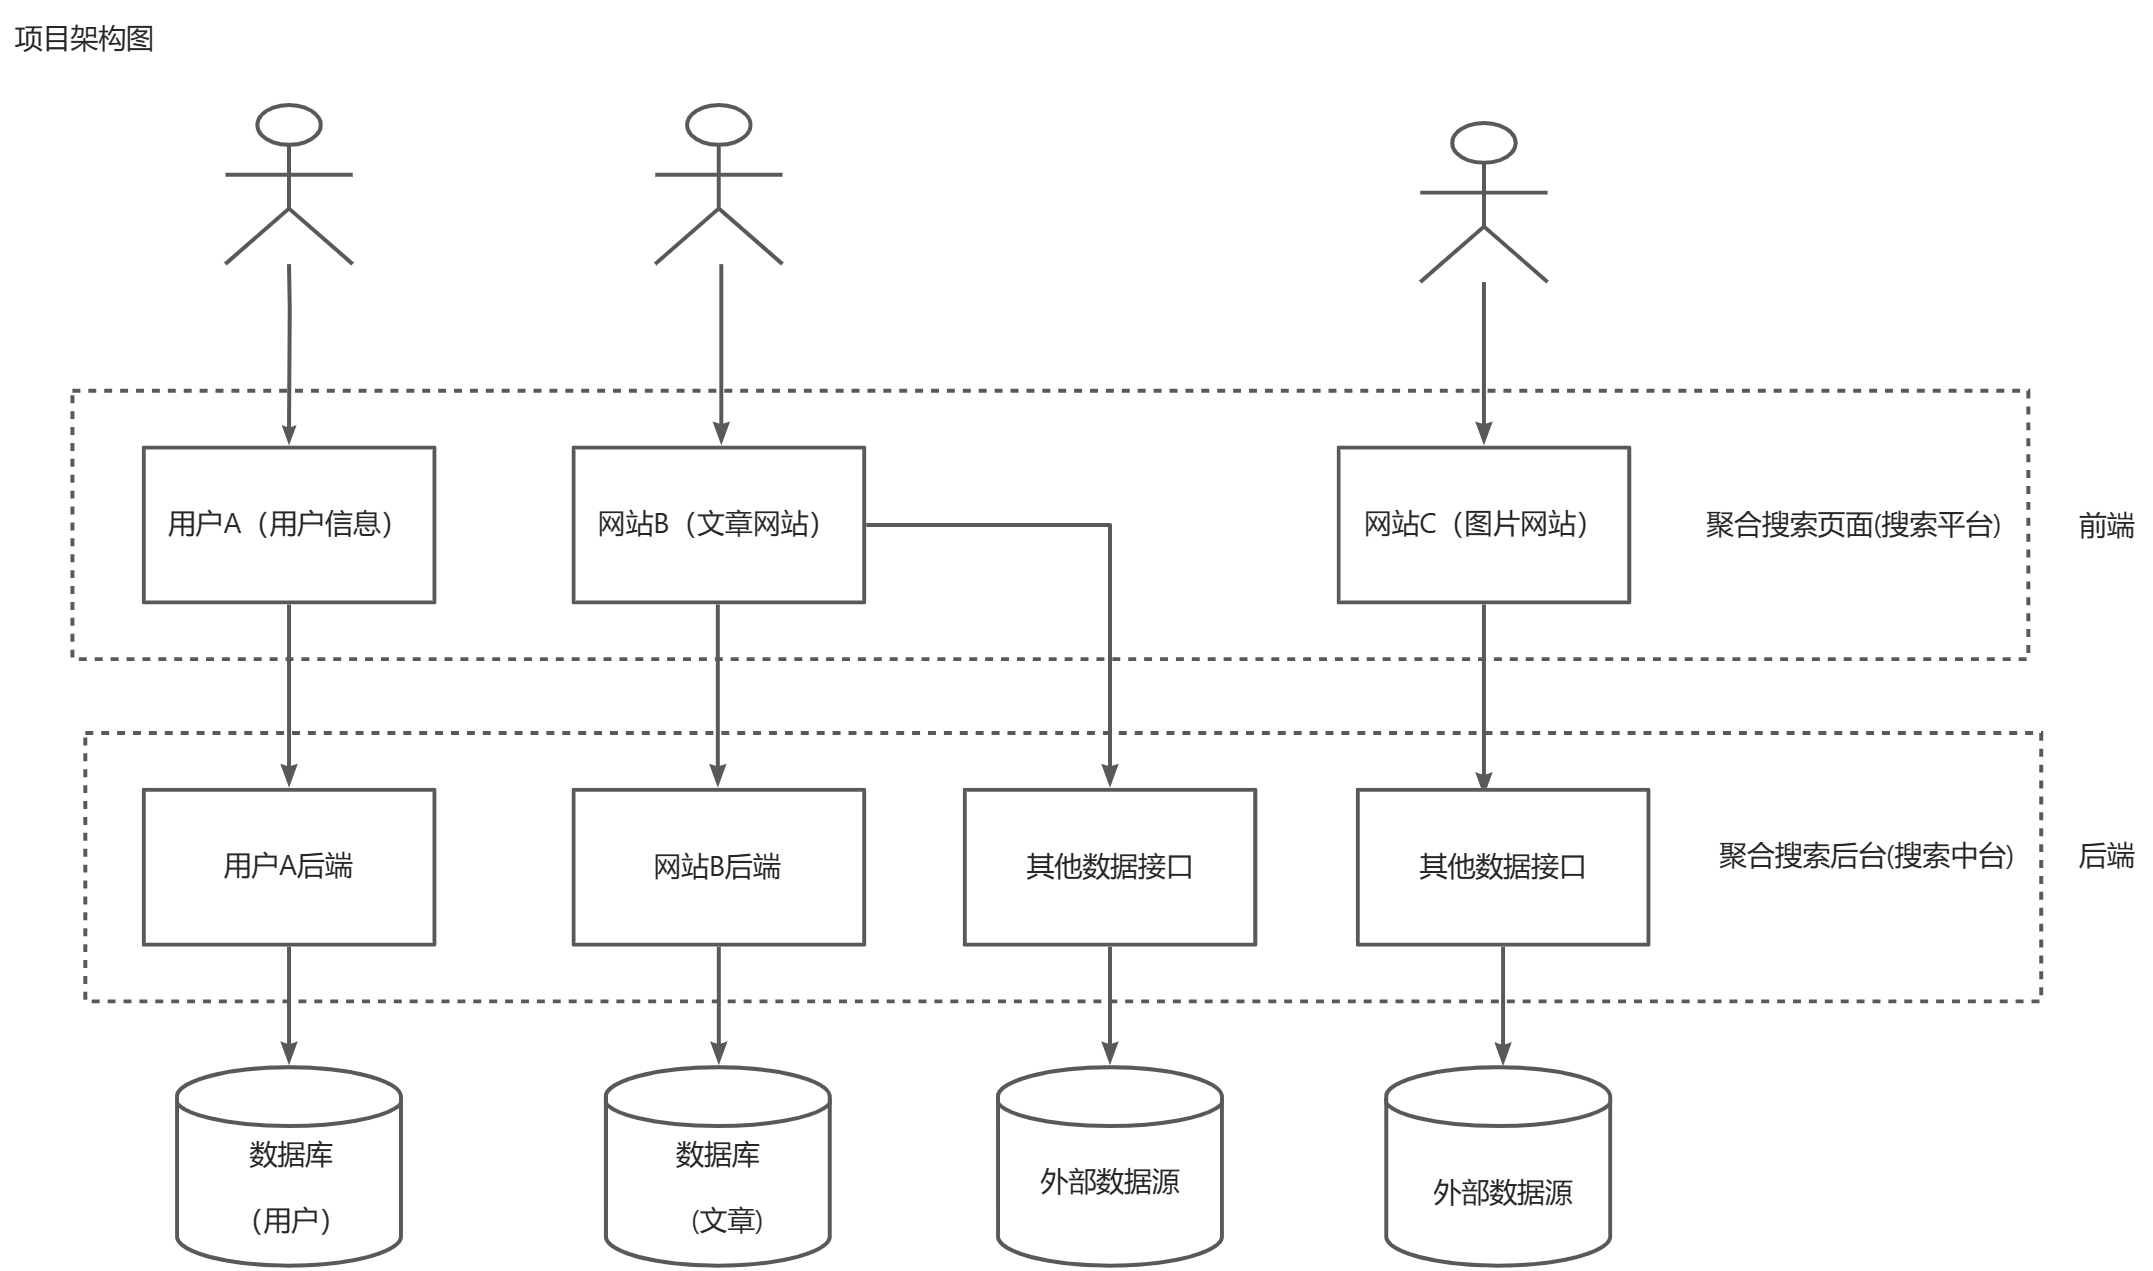 项目架构图
用户A（用户信息）
网站B（文章网站）
网站C（图片网站）
聚合搜索页面(搜索平台)
前端
用户A后端
网站B后端
其他数据接口
其他数据接口
聚合搜索后台(搜索中台)
后端
数据库
（用户）
数据库
(文章)
外部数据源
外部数据源